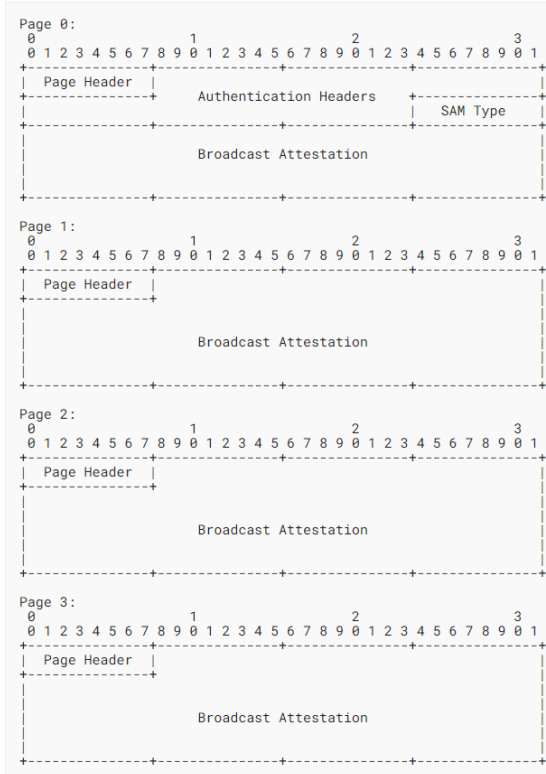 Page 0:
0                   1                   2                   3
0 1 2 3 4 5 6 7 8 9 0 1 2 3 4 5 6 7 8 9 0 1 2 3 4 5 6 7 8 9 0 1
Page Header
Authentication Headers
SAM Type
Broadcast Attestation
Page 1:
0                   1                   2                   3
0 1 2 3 4 5 6 7 8 9 0 1 2 3 4 5 6 7 8 9 0 1 2 3 4 5 6 7 8 9 0 1
Page Header
Broadcast Attestation
Page 2:
0                   1                   2                   3
0 1 2 3 4 5 6 7 8 9 0 1 2 3 4 5 6 7 8 9 0 1 2 3 4 5 6 7 8 9 0 1
Page Header
Broadcast Attestation
Page 3:
0                   1                   2                   3
0 1 2 3 4 5 6 7 8 9 0 1 2 3 4 5 6 7 8 9 0 1 2 3 4 5 6 7 8 9 0 1
Page Header
Broadcast Attestation